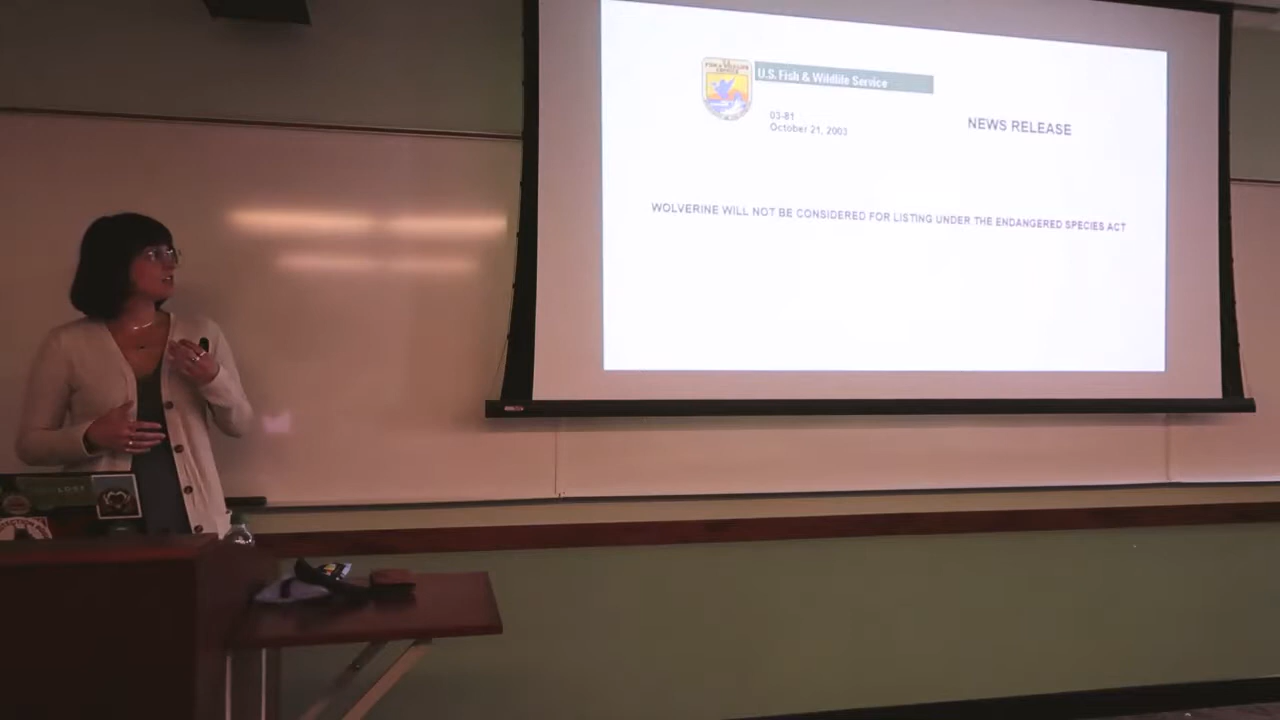 U.S. Fish & Wildlife Service
03-81
October 21, 2003
NEWS RELEASE
WOLVERINE WILL NOT BE CONSIDERED FOR LISTING UNDER THE ENDANGERED SPECIES ACT